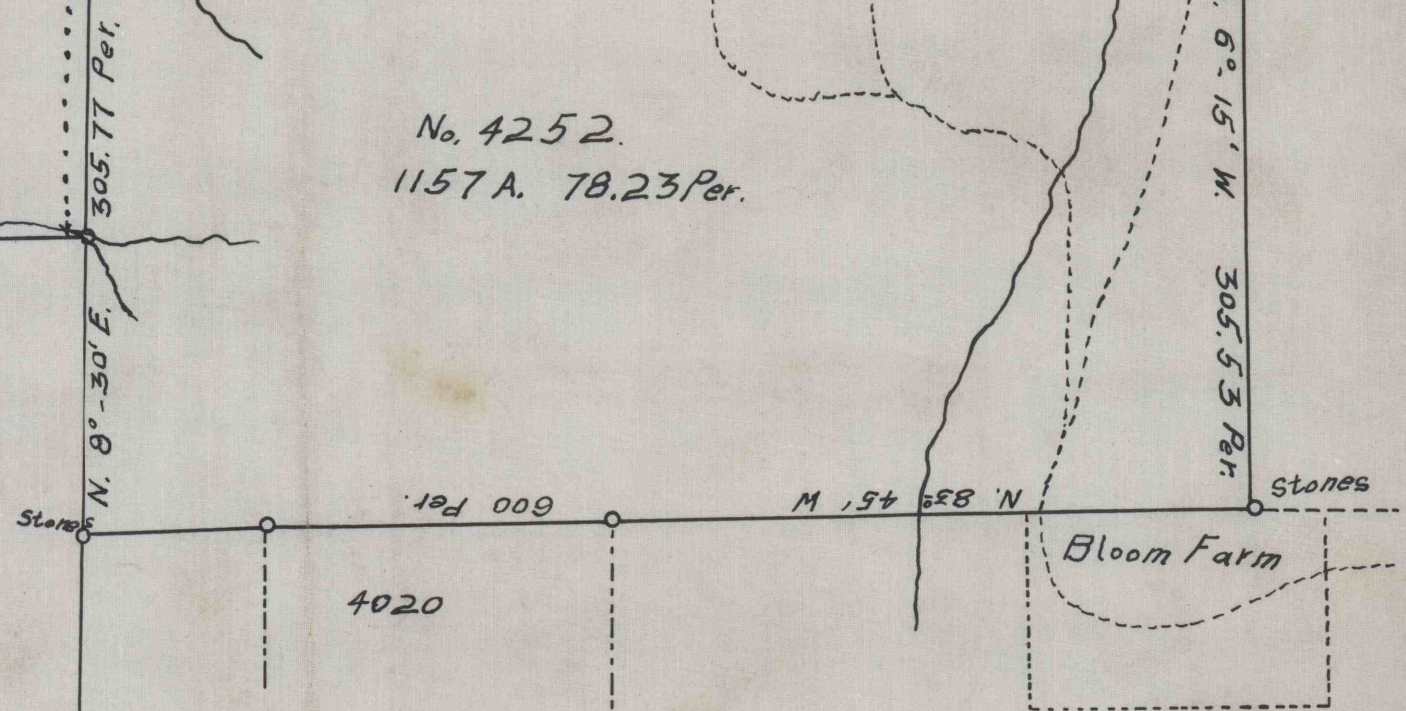 305.77 Per.
No. 4252.
1157 A. 78.23 Per.
6°-15' W. 305.53 Per.
N. 8°-30' E.
Stones
600 Per.
N. 83° 45' W
Stones
Bloom Farm
4020